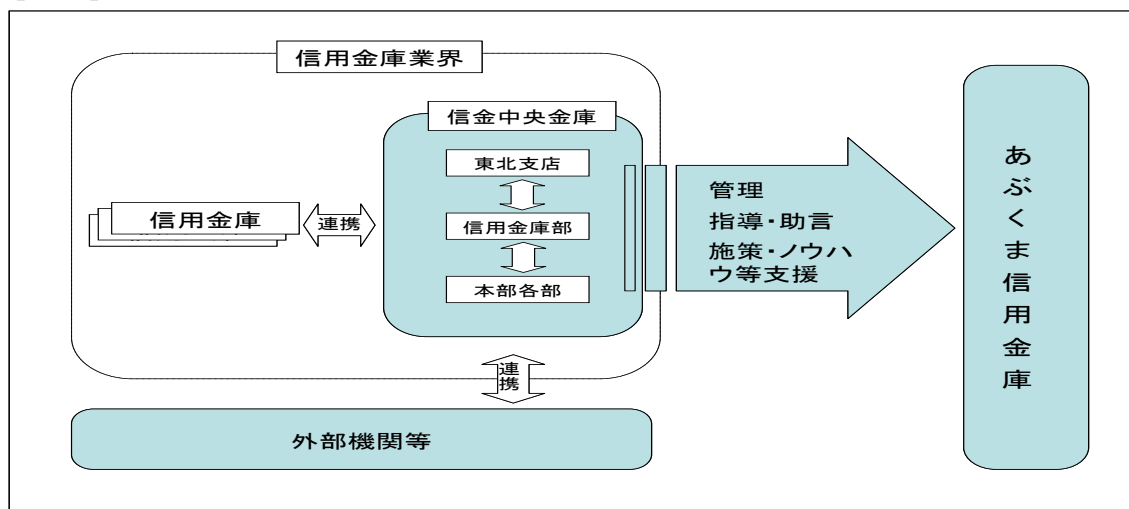 信用金庫業界
信金中央金庫
東北支店
信用金庫
連携
信用金庫部
本部各部
管理
指導・助言
施策・ノウハ
ウ等支援
あぶくま信用金庫
連携
外部機関等